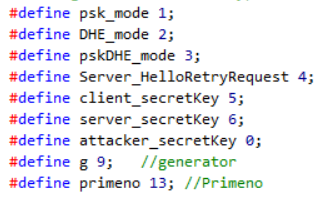 #define psk_mode 1;
#define DHE_mode 2;
#define pskDHE_mode 3;
#define Server_HelloRetryRequest 4;
#define client_secretKey 5;
#define server_secretKey 6;
#define attacker_secretKey 0;
#define g 9;   //generator
#define primeno 13; //Primeno